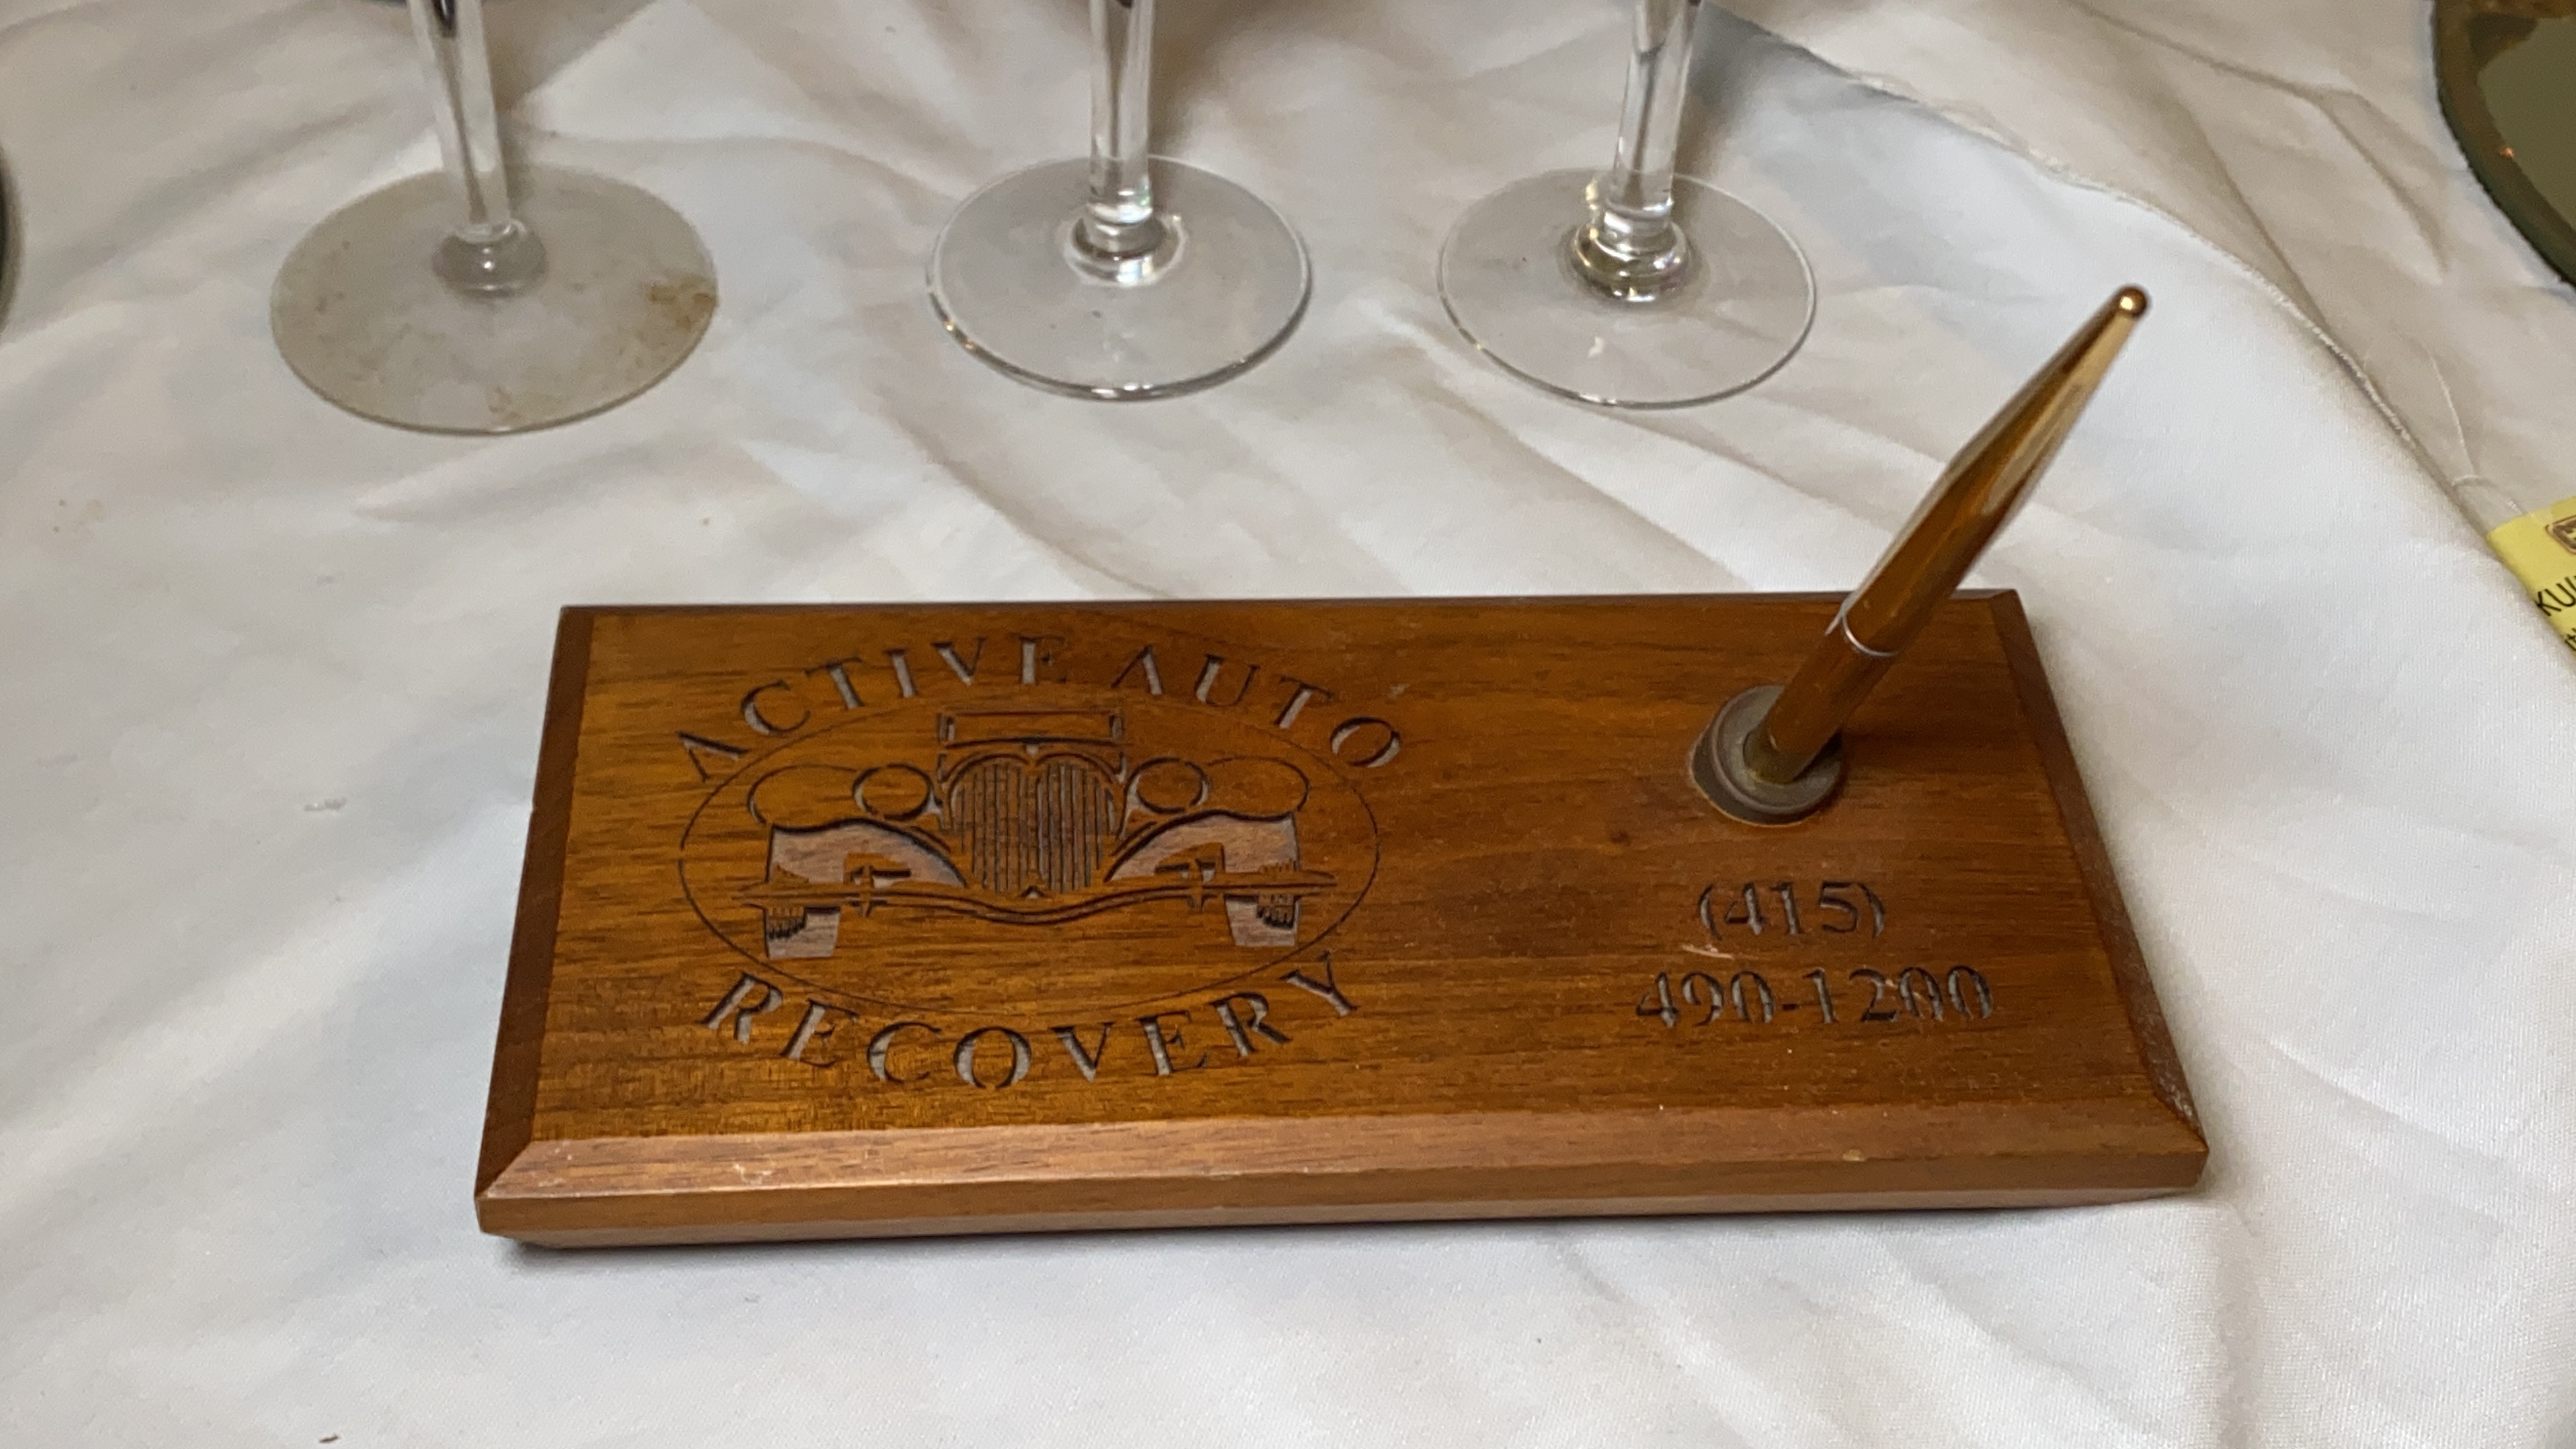 ACTIVE AUTO
RECOVERY
(415)
490-1200